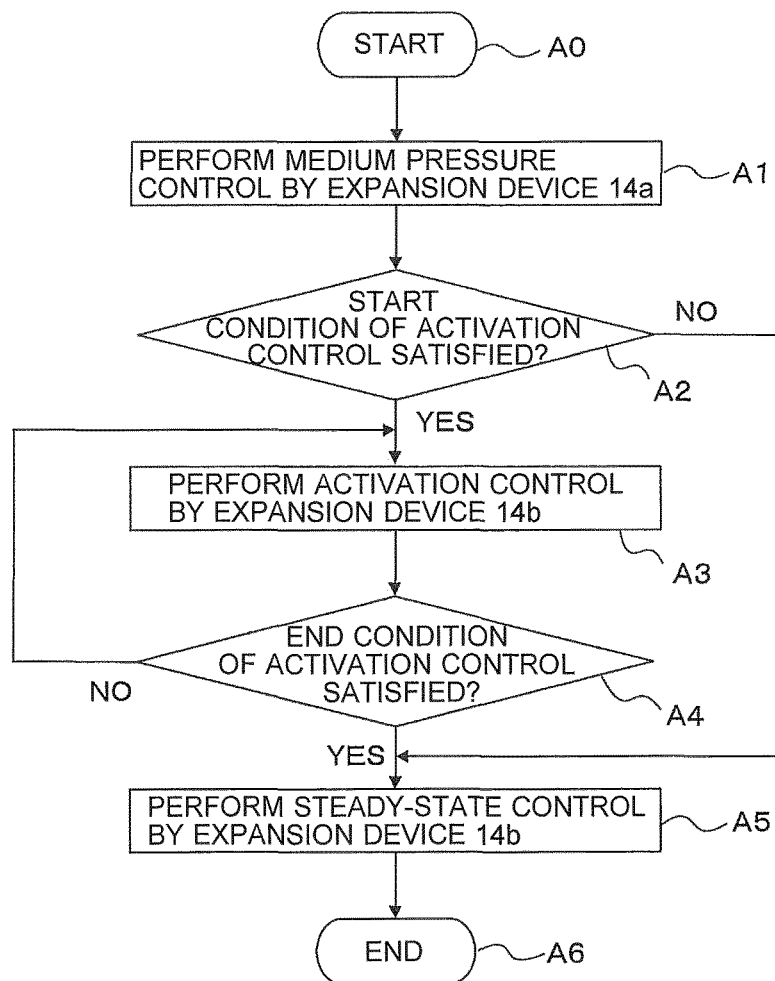 START
A0
PERFORM MEDIUM PRESSURE
CONTROL BY EXPANSION DEVICE 14a
A1
START
CONDITION OF ACTIVATION
CONTROL SATISFIED?
NO
A2
YES
PERFORM ACTIVATION CONTROL
BY EXPANSION DEVICE 14b
A3
END CONDITION
OF ACTIVATION CONTROL
SATISFIED?
NO
A4
YES
PERFORM STEADY-STATE CONTROL
BY EXPANSION DEVICE 14b
A5
END
A6